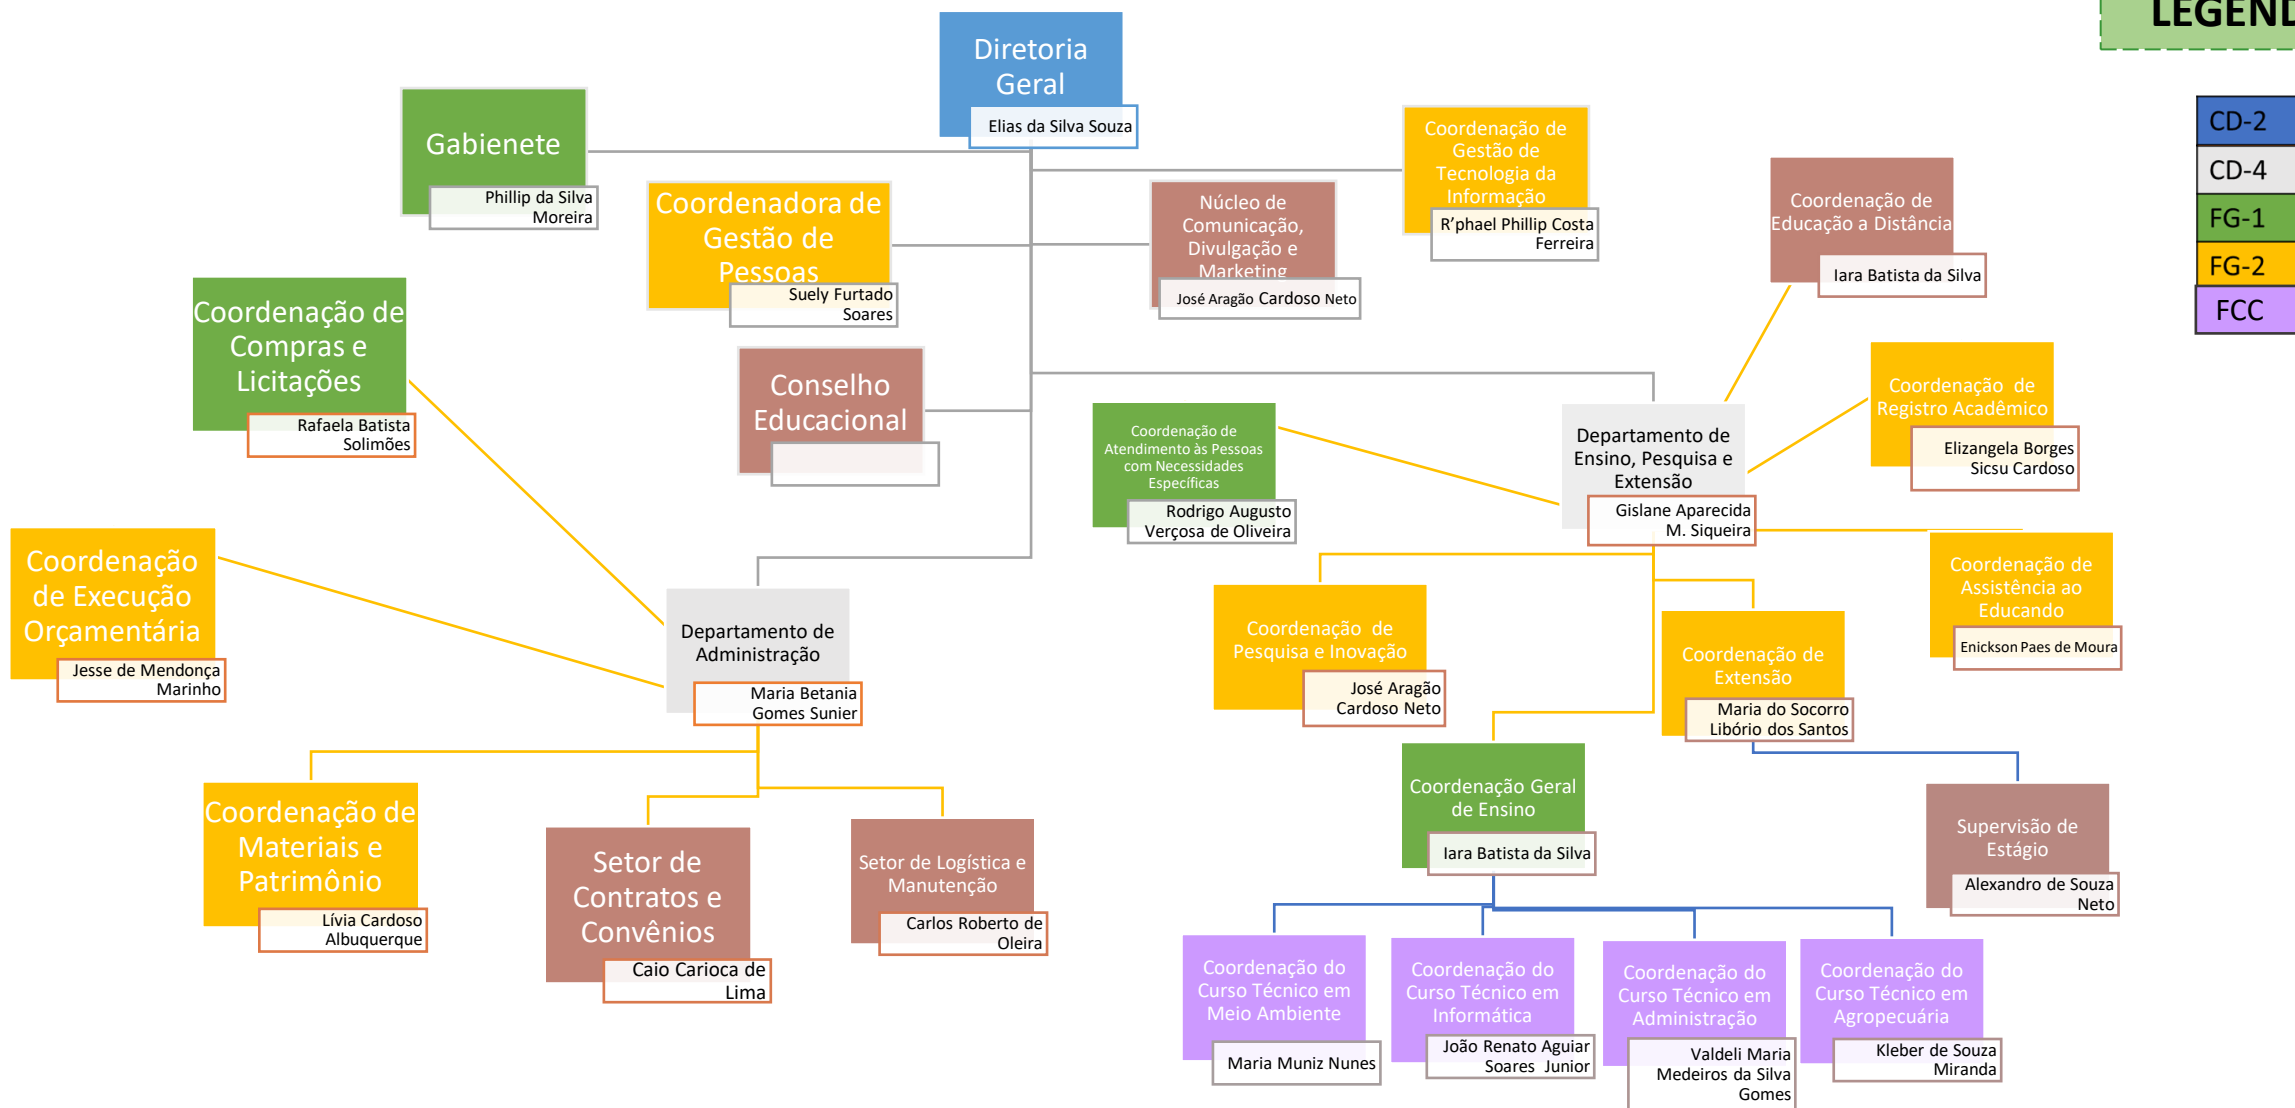 Diretoria
Geral
Elias da Silva Souza
LEGEND
CD-2
CD-4
FG-1
FG-2
FCC
Gabienete
Phillip da Silva
Moreira
Coordenadora de
Gestão de
Pessoas
Suely Furtado
Soares
Núcleo de
Comunicação,
Divulgação e
Marketing
José Aragão Cardoso Neto
Coordenação de
Gestão de
Tecnologia da
Informação
R'phael Phillip Costa
Ferreira
Coordenação de
Educação a Distância
Iara Batista da Silva
Coordenação de
Compras e
Licitações
Rafaela Batista
Solimões
Conselho
Educacional
Coordenação de
Atendimento às Pessoas
com Necessidades
Específicas
Rodrigo Augusto
Verçosa de Oliveira
Departamento de
Ensino, Pesquisa e
Extensão
Gislane Aparecida
M. Siqueira
Coordenação de
Registro Acadêmico
Elizangela Borges
Sicsu Cardoso
Coordenação
de Execução
Orçamentária
Jesse de Mendonça
Marinho
Departamento de
Administração
Maria Betania
Gomes Sunier
Coordenação de
Pesquisa e Inovação
José Aragão
Cardoso Neto
Coordenação de
Extensão
Maria do Socorro
Libório dos Santos
Coordenação de
Assistência ao
Educando
Enickson Paes de Moura
Coordenação de
Materiais e
Patrimônio
Lívia Cardoso
Albuquerque
Setor de
Contratos e
Convênios
Caio Carioca de
Lima
Setor de Logística e
Manutenção
Carlos Roberto de
Oleira
Coordenação Geral
de Ensino
Iara Batista da Silva
Supervisão de
Estágio
Alexandro de Souza
Neto
Coordenação do
Curso Técnico em
Meio Ambiente
Maria Muniz Nunes
Coordenação do
Curso Técnico em
Informática
João Renato Aguiar
Soares Junior
Coordenação do
Curso Técnico em
Administração
Valdeli Maria
Medeiros da Silva
Gomes
Coordenação do
Curso Técnico em
Agropecuária
Kleber de Souza
Miranda